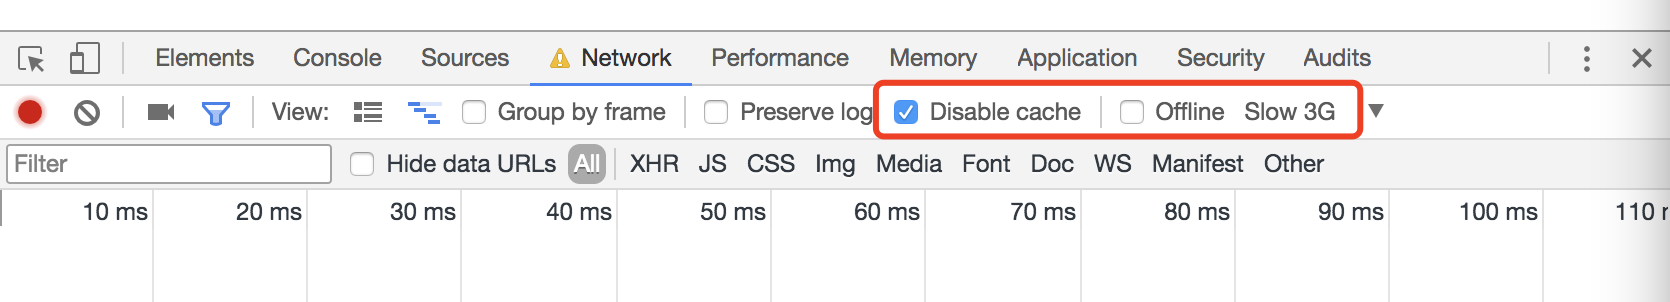 Elements Console Sources Network Performance Memory Application Security Audits
View: Group by frame Preserve log Disable cache Offline Slow 3G
Filter Hide data URLs All XHR JS CSS Img Media Font Doc WS Manifest Other
10 ms 20 ms 30 ms 40 ms 50 ms 60 ms 70 ms 80 ms 90 ms 100 ms 110